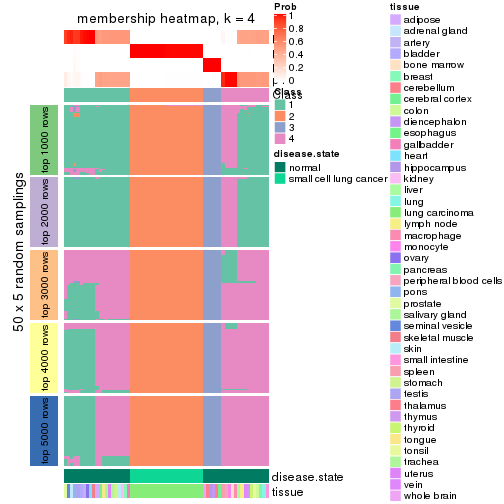 membership heatmap, k = 4
50 x 5 random samplings
top 1000 rows
top 2000 rows
top 3000 rows
top 4000 rows
top 5000 rows
disease.state
tissue
Prob
1
0.8
0.6
0.4
0.2
0
Class
1
2
3
4
disease.state
normal
small cell lung cancer
tissue
adipose
adrenal gland
artery
bladder
bone marrow
breast
cerebellum
cerebral cortex
colon
diencephalon
esophagus
gallbladder
heart
hippocampus
kidney
liver
lung
lung carcinoma
lymph node
macrophage
monocyte
ovary
pancreas
peripheral blood cells
pons
prostate
salivary gland
seminal vesicle
skeletal muscle
skin
small intestine
spleen
stomach
testis
thalamus
thymus
thyroid
tongue
tonsil
trachea
uterus
vein
whole brain